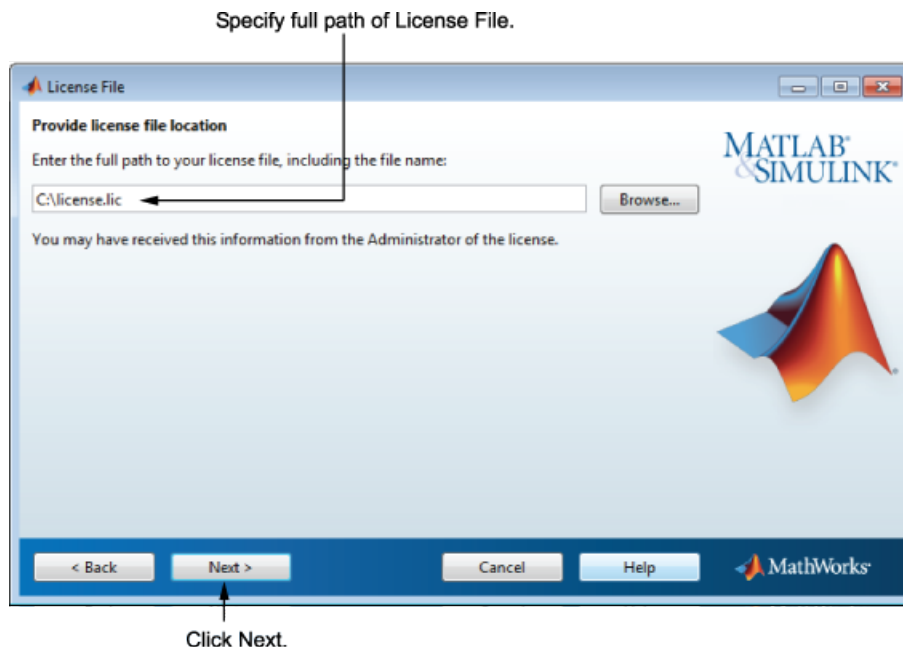 Specify full path of License File.
License File
Provide license file location
MATLAB®
&SIMULINK®
Enter the full path to your license file, including the file name:
C:\license.lic
Browse...
You may have received this information from the Administrator of the license.
< Back
Next >
Cancel
Help
MathWorks®
Click Next.